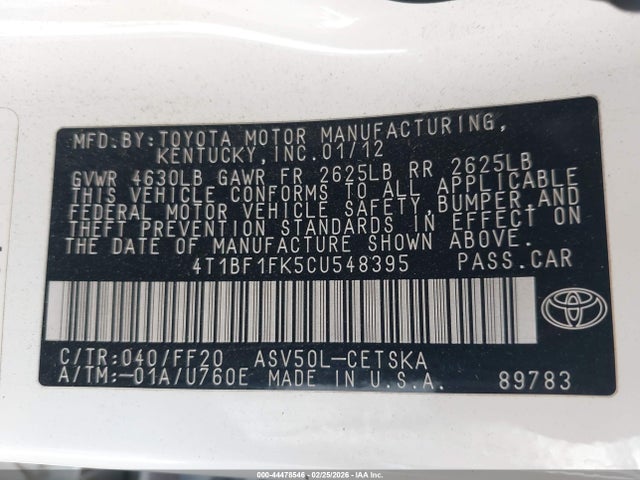 MFD.BY:TOYOTA MOTOR MANUFACTURING,
KENTUCKY,INC.01/12
GVWR 4630LB GAWR FR 2625LB RR 2625LB
THIS VEHICLE CONFORMS TO ALL APPLICABLE
FEDERAL MOTOR VEHICLE SAFETY,BUMPER,AND
THEFT PREVENTION STANDARDS IN EFFECT ON
THE DATE OF MANUFACTURE SHOWN ABOVE.
4T1BF1FK5CU548395 PASS.CAR
C/TR:040/FF20 ASV50L-CETSKA
A/TM:-01A/U760E MADE IN U.S.A. 89783
000-44478546 - 02/25/2026 - IAAI.com